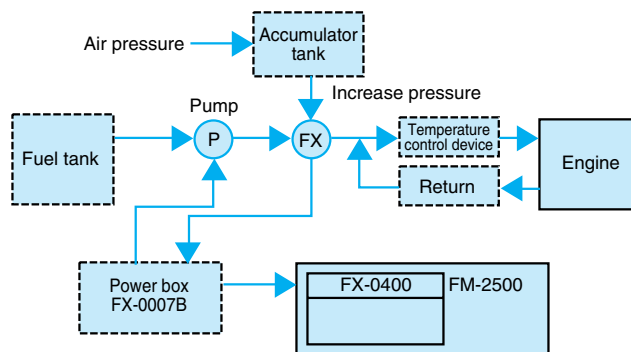 Air pressure
Accumulator
tank
Increase pressure
Pump
Fuel tank
P
FX
Temperature
control device
Engine
Return
Power box
FX-0007B
FX-0400
FM-2500